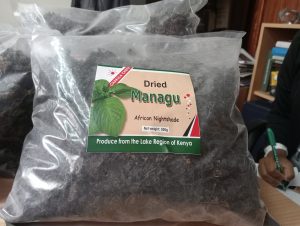 Dried
Managu
African Nightshade
Net weight: 500g
Produce from the Lake Region of Kenya